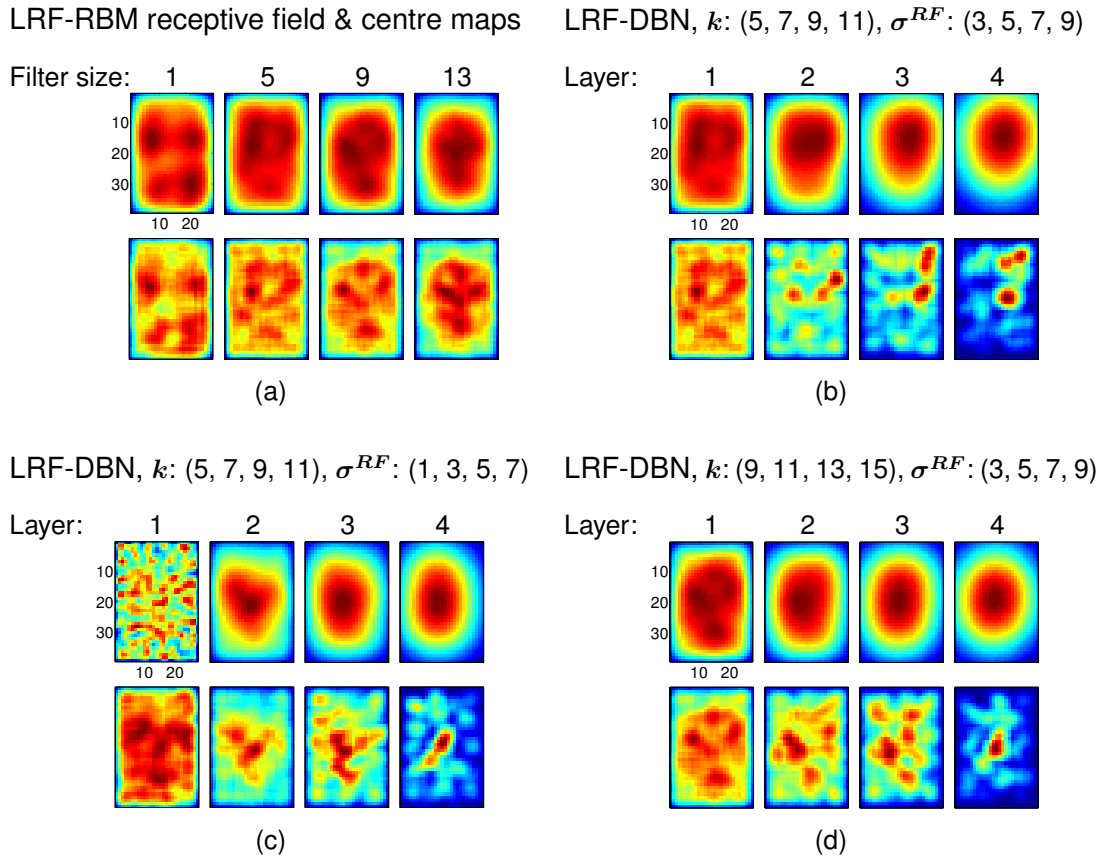 LRF-RBM receptive field & centre maps
Filter size: 1 5 9 13
10
20
30
10 20
(a)
LRF-DBN, k: (5, 7, 9, 11), σ^RF: (3, 5, 7, 9)
Layer: 1 2 3 4
10
20
30
10 20
(b)
LRF-DBN, k: (5, 7, 9, 11), σ^RF: (1, 3, 5, 7)
Layer: 1 2 3 4
10
20
30
10 20
(c)
LRF-DBN, k: (9, 11, 13, 15), σ^RF: (3, 5, 7, 9)
Layer: 1 2 3 4
10
20
30
10 20
(d)